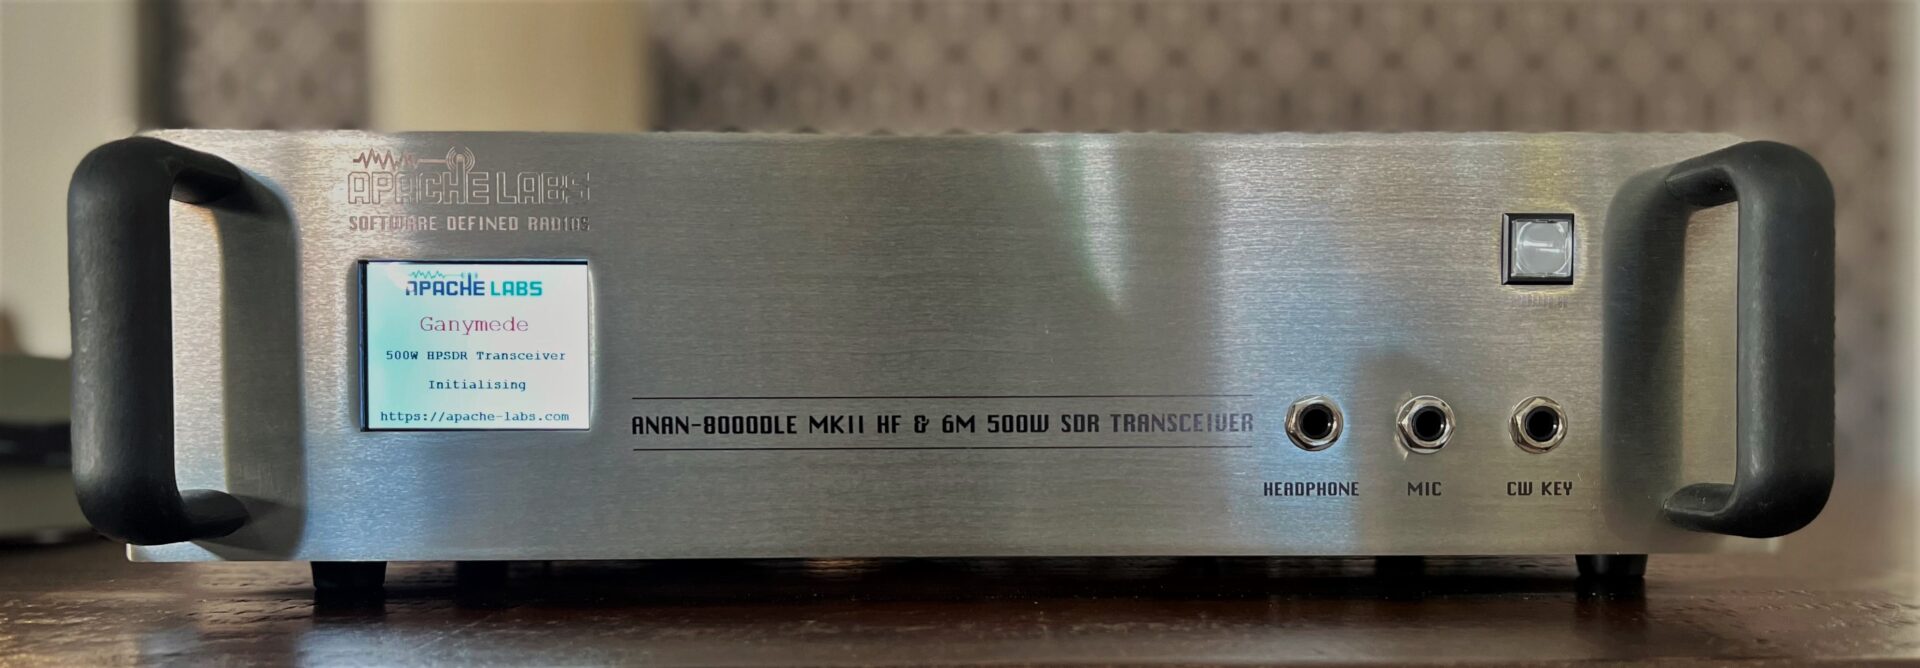 APACHE LABS
SOFTWARE DEFINED RADIOS
APACHE LABS
Ganymede
500W HPSDR Transceiver
Initialising
https://apache-labs.com
ANAN-8000DLE MKII HF & 6M 500W SDR TRANSCEIVER
HEADPHONE
MIC
CW KEY